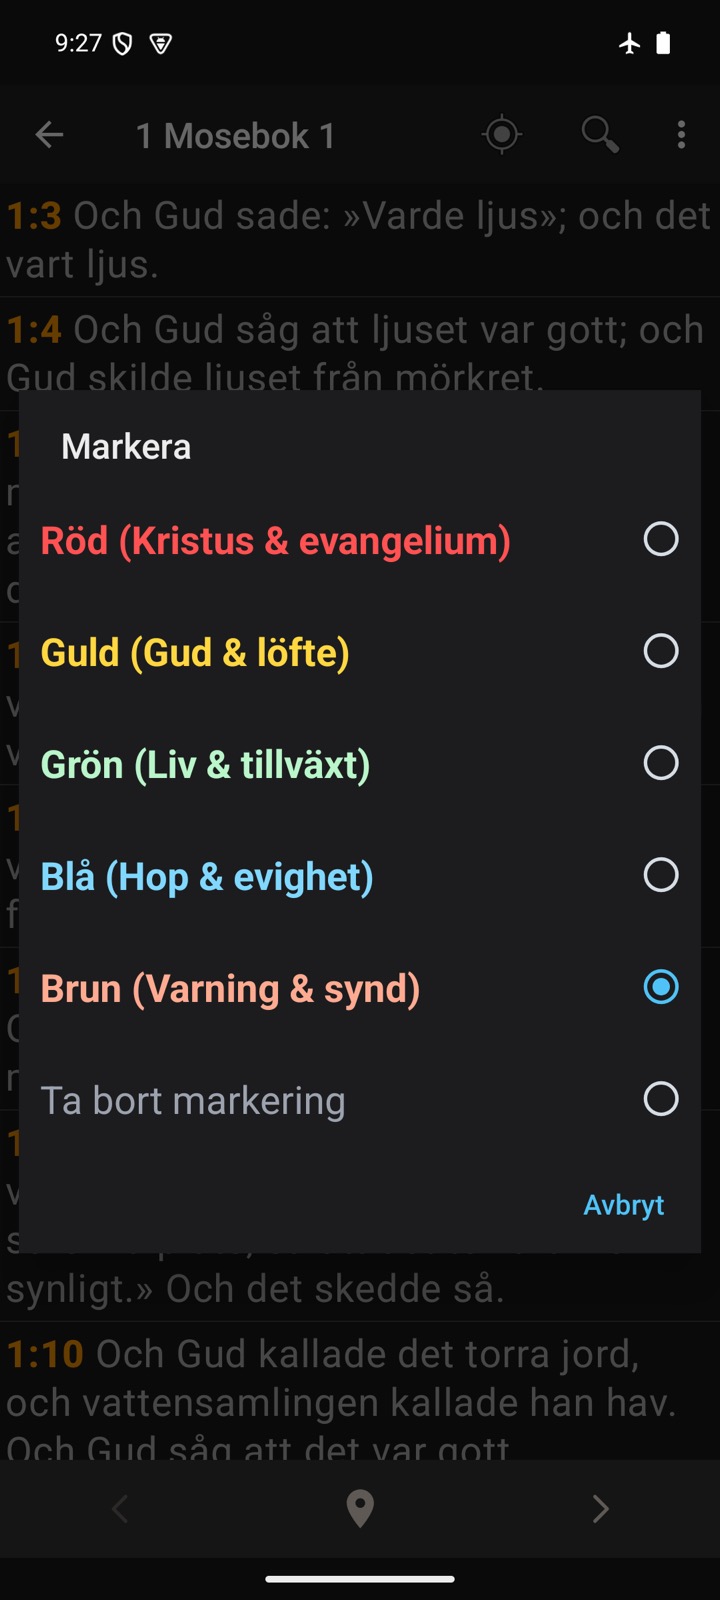 9:27
1 Mosebok 1
1:3 Och Gud sade: »Varde ljus»; och det
vart ljus.
1:4 Och Gud såg att ljuset var gott; och
Gud skilde ljuset från mörkret.
Markera
Röd (Kristus & evangelium)
Guld (Gud & löfte)
Grön (Liv & tillväxt)
Blå (Hop & evighet)
Brun (Varning & synd)
Ta bort markering
Avbryt
synligt.» Och det skedde så.
1:10 Och Gud kallade det torra jord,
och vattensamlingen kallade han hav.
Och Gud såg att det var gott